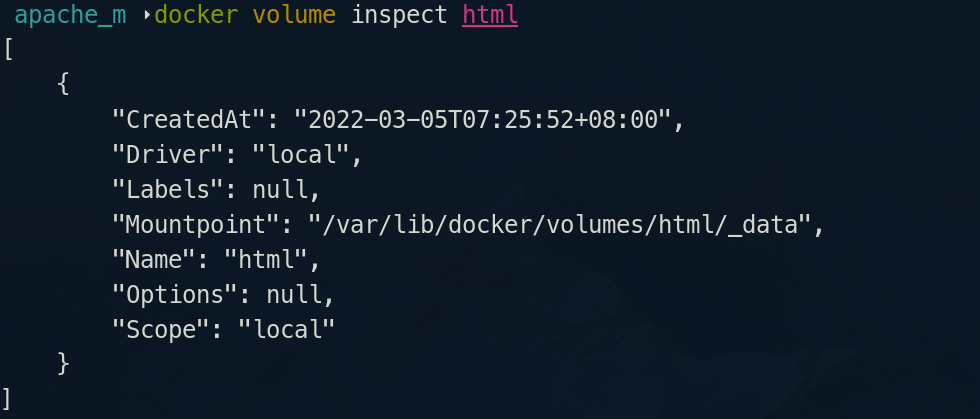 apache_m ‣docker volume inspect html
[
    {
        "CreatedAt": "2022-03-05T07:25:52+08:00",
        "Driver": "local",
        "Labels": null,
        "Mountpoint": "/var/lib/docker/volumes/html/_data",
        "Name": "html",
        "Options": null,
        "Scope": "local"
    }
]